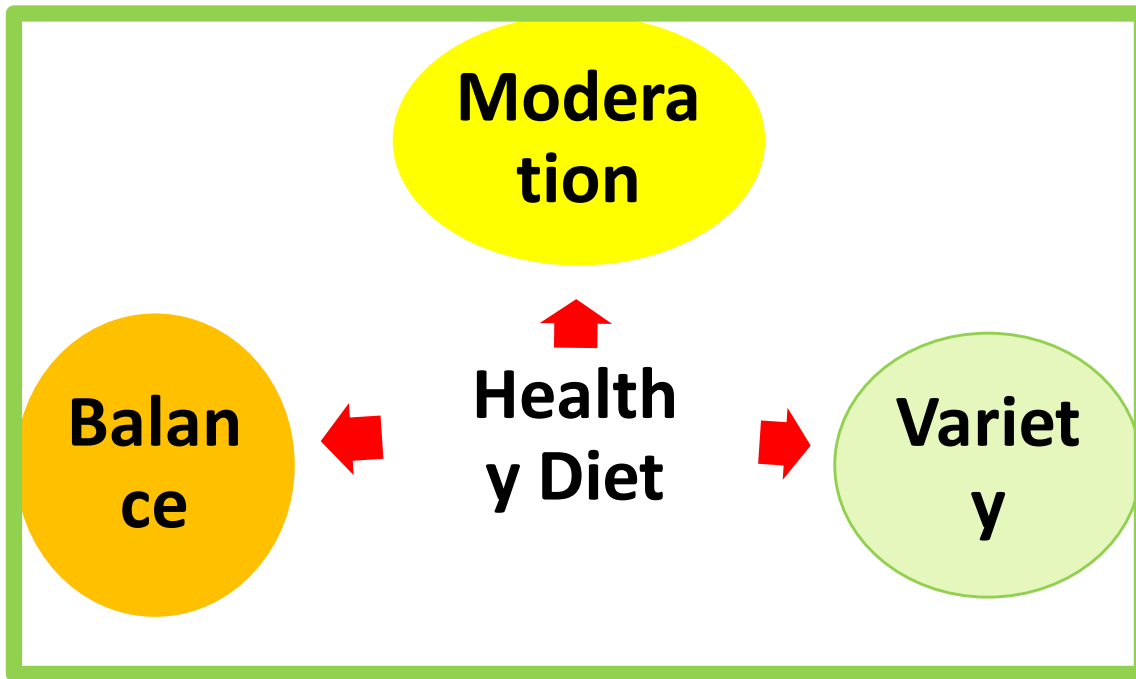 Modera
tion
Health
y Diet
Balan
ce
Variet
y